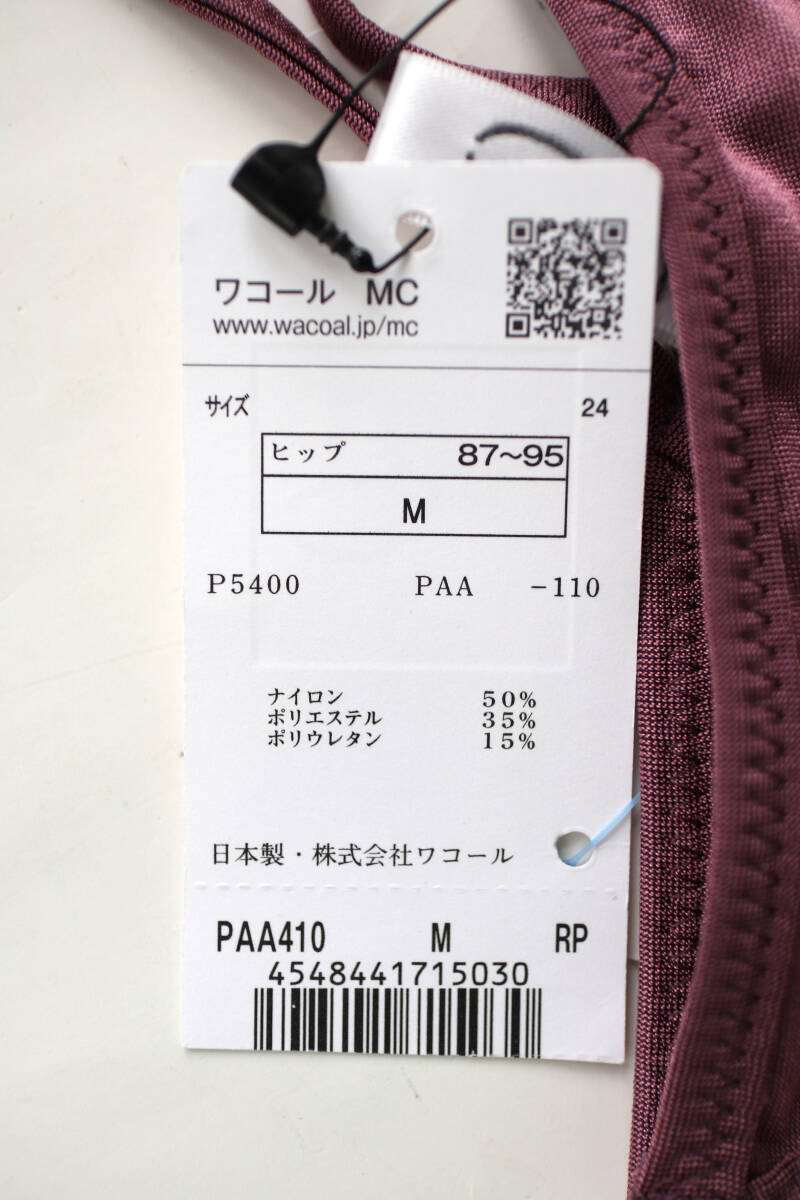 ワコール MC
www.wacoal.jp/mc
サイズ 24
ヒップ 87~95
M
P5400 PAA -110
ナイロン 50%
ポリエステル 35%
ポリウレタン 15%
日本製・株式会社ワコール
PAA410 M RP
4548441715030